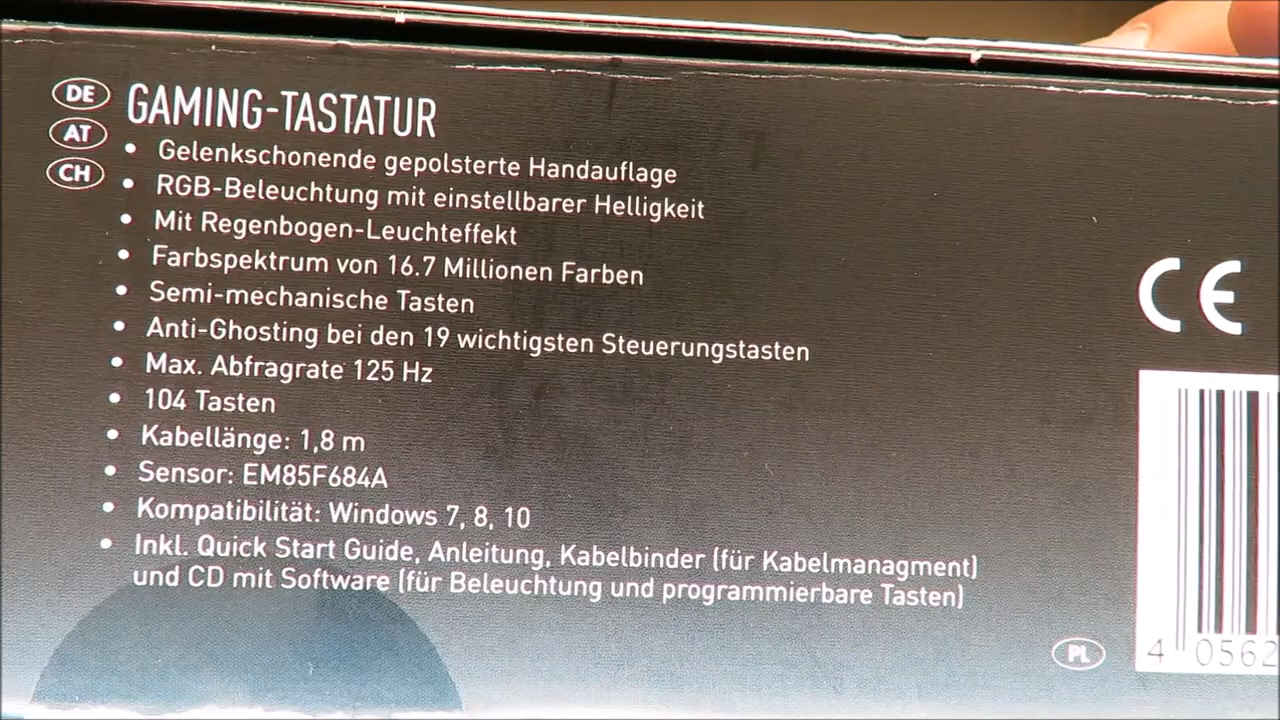 DE
AT
CH
GAMING-TASTATUR
• Gelenkschonende gepolsterte Handauflage
• RGB-Beleuchtung mit einstellbarer Helligkeit
• Mit Regenbogen-Leuchteffekt
• Farbspektrum von 16.7 Millionen Farben
• Semi-mechanische Tasten
• Anti-Ghosting bei den 19 wichtigsten Steuerungstasten
• Max. Abfragrate 125 Hz
• 104 Tasten
• Kabellänge: 1,8 m
• Sensor: EM85F684A
• Kompatibilität: Windows 7, 8, 10
• Inkl. Quick Start Guide, Anleitung, Kabelbinder (für Kabelmanagment)
und CD mit Software (für Beleuchtung und programmierbare Tasten)
CE
PL
4 0562